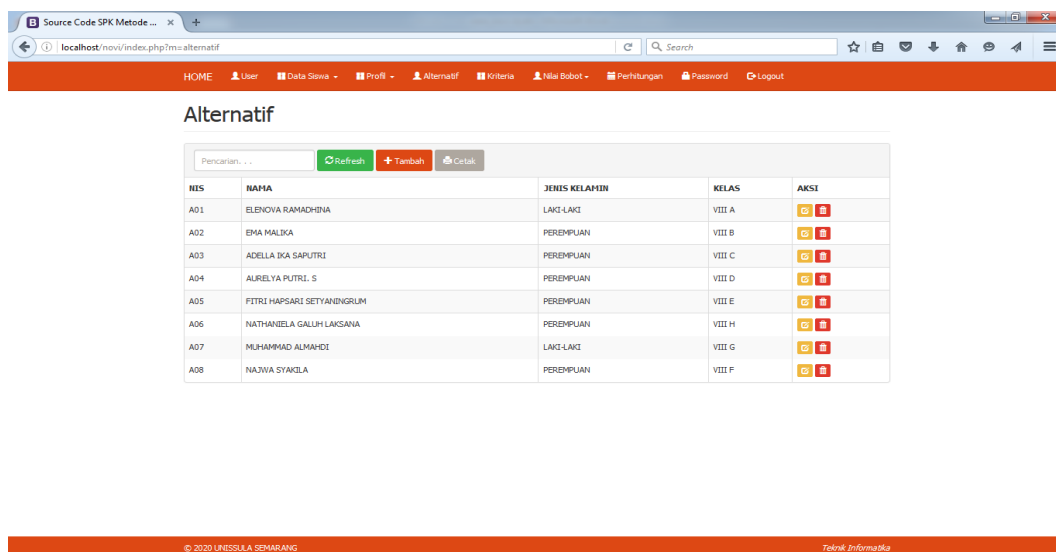 Source Code SPK Metode ...
localhost/novi/index.php?m=alternatif
Search
HOME User Data Siswa Profil Alternatif Kriteria Nilai Bobot Perhitungan Password Logout
Alternatif
Pencarian. . . Refresh Tambah Cetak
NIS NAMA JENIS KELAMIN KELAS AKSI
A01 ELENOVA RAMADHINA LAKI-LAKI VIII A
A02 EMA MALIKA PEREMPUAN VIII B
A03 ADELLA IKA SAPUTRI PEREMPUAN VIII C
A04 AURELYA PUTRI. S PEREMPUAN VIII D
A05 FITRI HAPSARI SETYANINGRUM PEREMPUAN VIII E
A06 NATHANIELA GALUH LAKSANA PEREMPUAN VIII H
A07 MUHAMMAD ALMAHDI LAKI-LAKI VIII G
A08 NAJWA SYAKILA PEREMPUAN VIII F
© 2020 UNISSULA SEMARANG Teknik Informatika